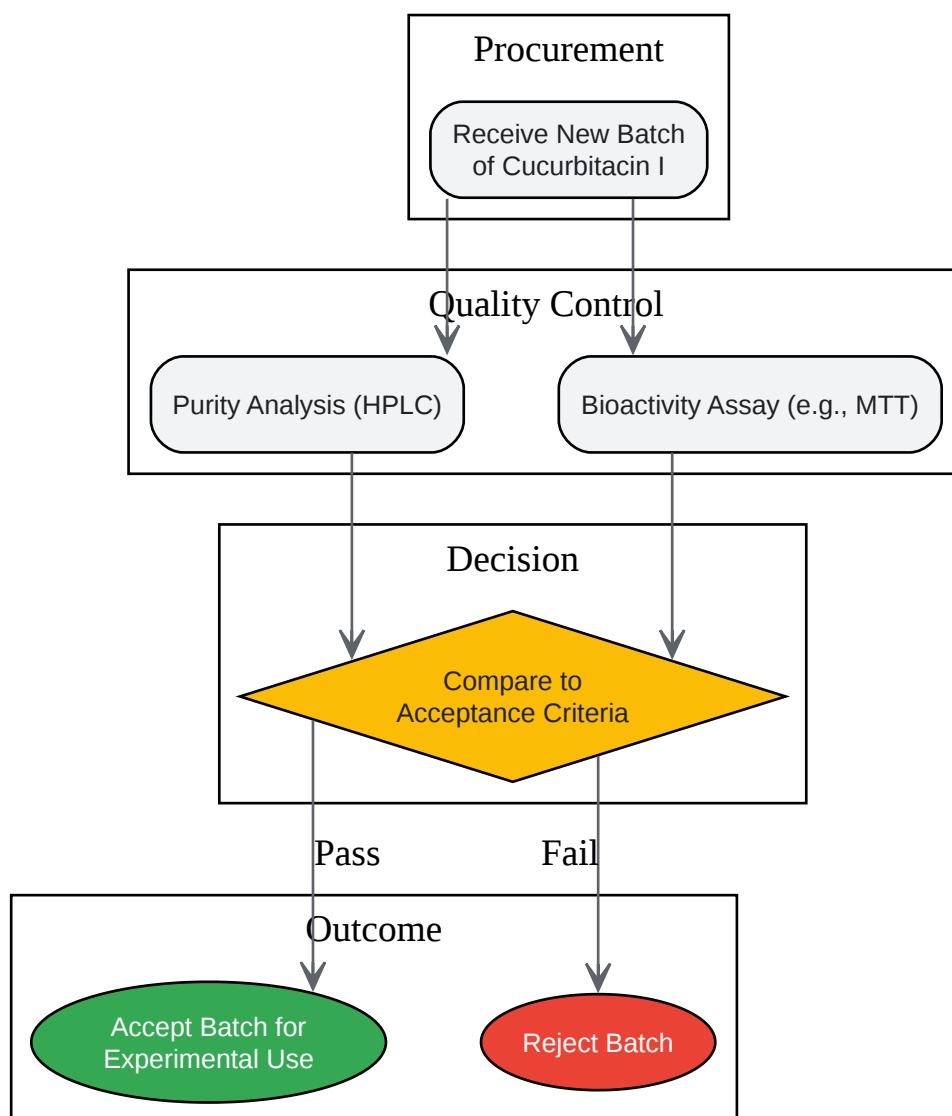 Procurement
Receive New Batch
of Cucurbitacin I
Quality Control
Purity Analysis (HPLC)
Bioactivity Assay (e.g., MTT)
Decision
Compare to
Acceptance Criteria
Pass
Fail
Outcome
Accept Batch for
Experimental Use
Reject Batch